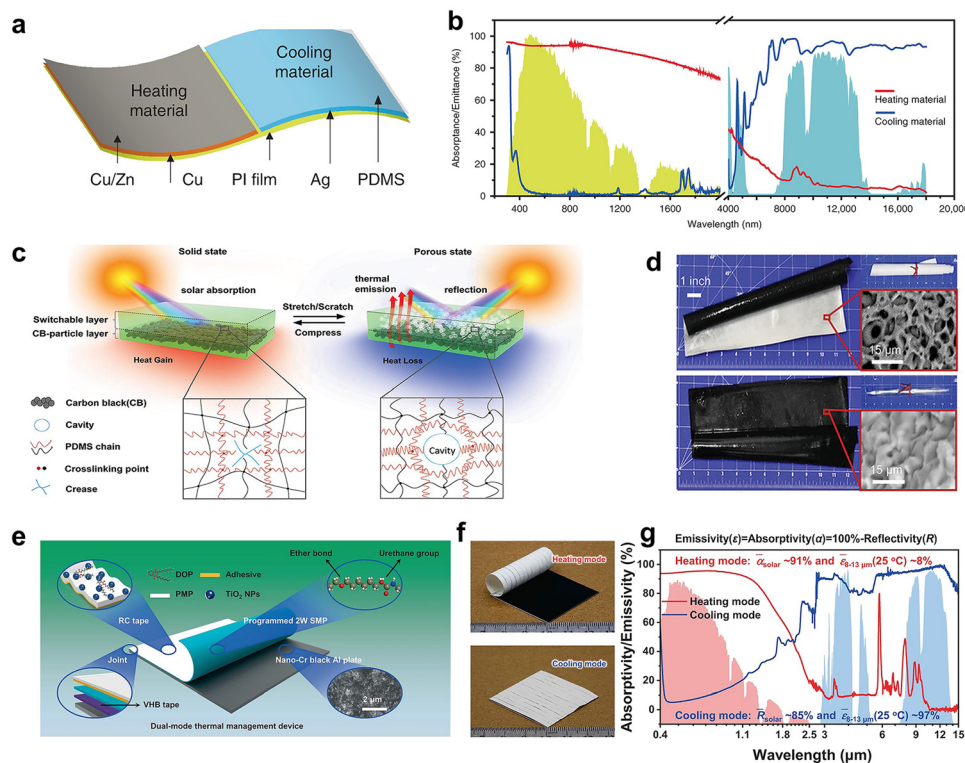 a
Heating
material
Cooling
material
Cu/Zn Cu PI film Ag PDMS
b
Absorptance/Emittance (%)
100
80
60
40
20
0
Heating material
Cooling material
400 800 1200 1600 4000 8000 12,000 16,000 20,000
Wavelength (nm)
c
Solid state
solar absorption
Switchable layer
CB-particle layer
Heat Gain
Stretch/Scratch
Compress
Porous state
thermal
emission
reflection
Heat Loss
Carbon black(CB)
Cavity
PDMS chain
Crosslinking point
Crease
Cavity
d
1 inch
15 μm
15 μm
e
DOP
Adhesive
PMP
TiO2 NPs
Ether bond
Urethane group
RC tape
Programmed 2W SMP
Joint
Nano-Cr black Al plate
VHB tape
2 μm
Dual-mode thermal management device
f
Heating mode
Cooling mode
g
Emissivity(ε)=Absorptivity(α)=100%-Reflectivity(R)
Heating mode: α̅solar ~91% and ε̅8-13 μm(25 °C) ~8%
Heating mode
Cooling mode
Cooling mode: R̅solar ~85% and ε̅8-13 μm(25 °C) ~97%
Absorptivity/Emissivity (%)
100
80
60
40
20
0
0.4 1.1 1.8 2.5 3 6 9 12 15
Wavelength (μm)